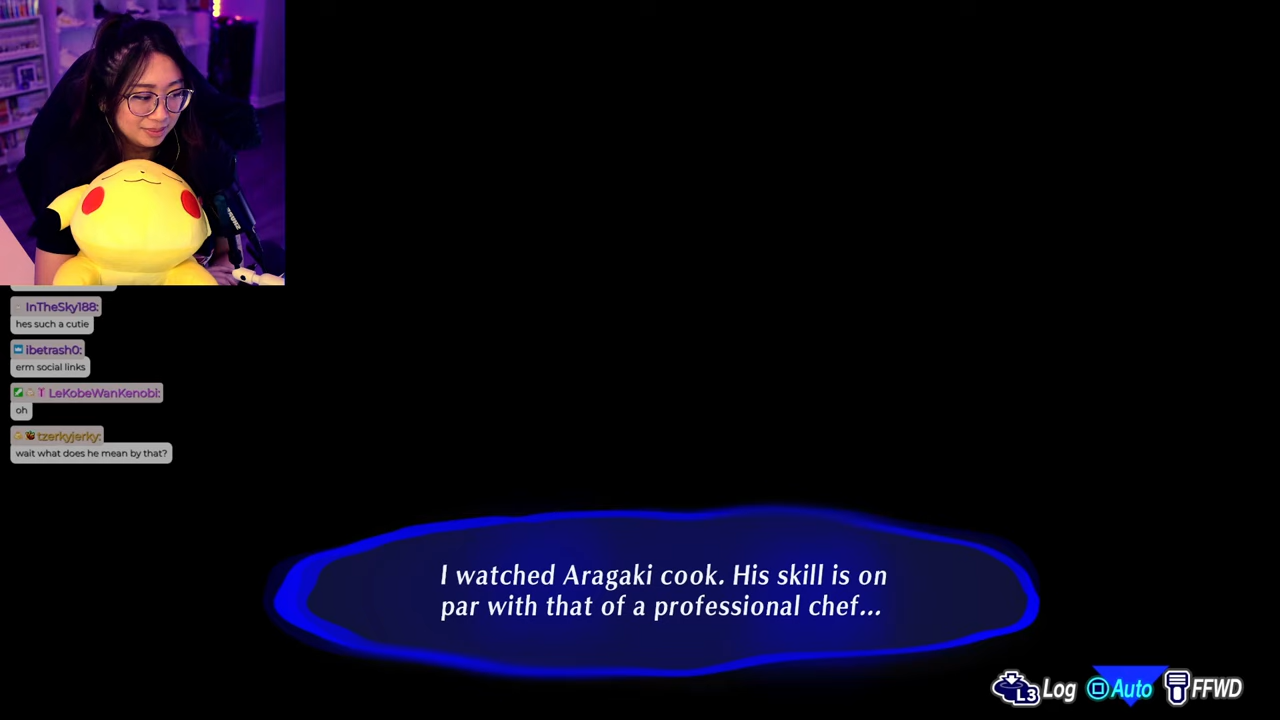 InTheSky188:
hes such a cutie
ibetrash0:
erm social links
LeKobeWanKenobi:
oh
tzerkyjerky:
wait what does he mean by that?
I watched Aragaki cook. His skill is on
par with that of a professional chef...
L3 Log Auto FFWD